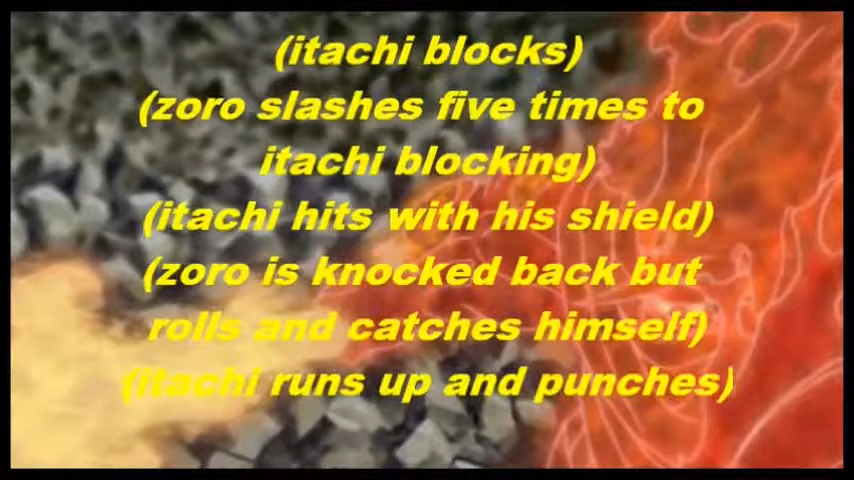 (itachi blocks)
(zoro slashes five times to
itachi blocking)
(itachi hits with his shield)
(zoro is knocked back but
rolls and catches himself)
(itachi runs up and punches)